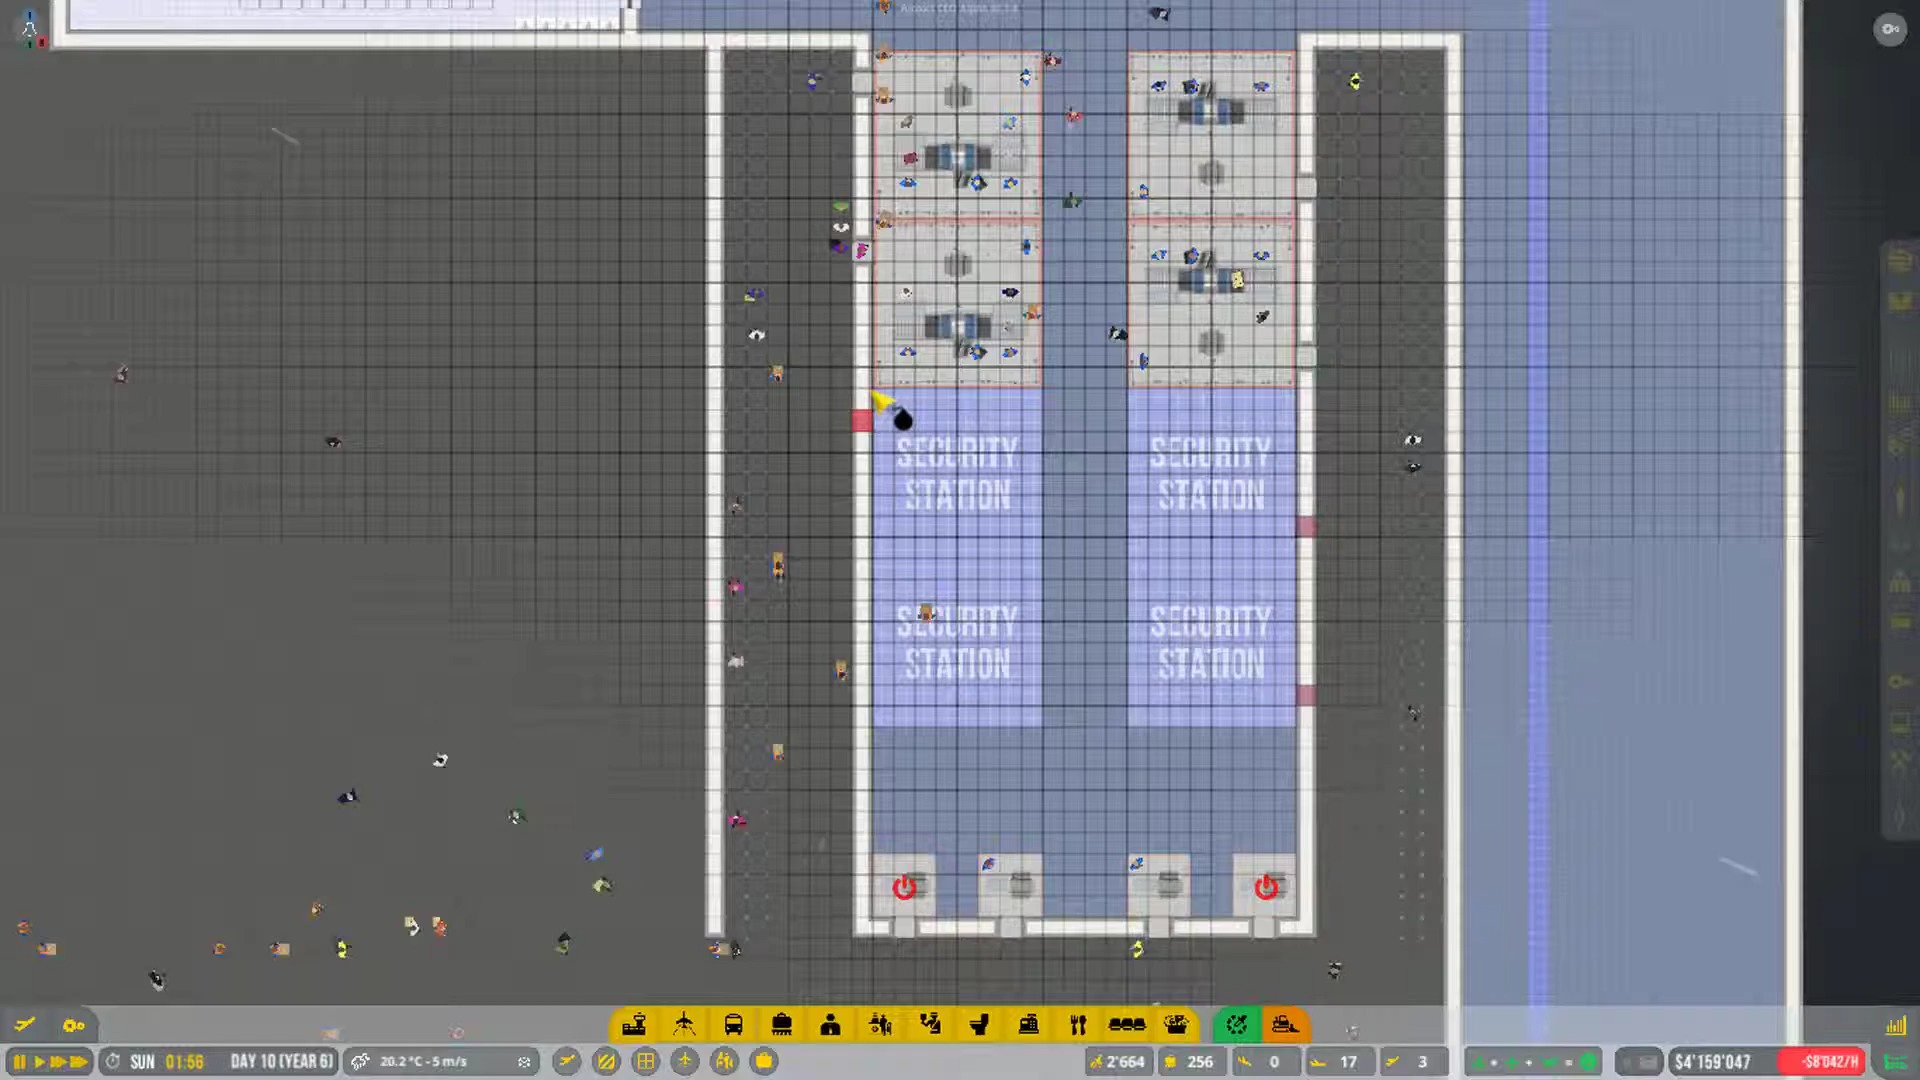 SECURITY
STATION
SECURITY
STATION
SECURITY
STATION
SECURITY
STATION
SUN 01:56 DAY 10 (YEAR 6) 20.2 °C - 5 m/s 2'664 256 0 17 3 $4'159'047 -$8'042/H